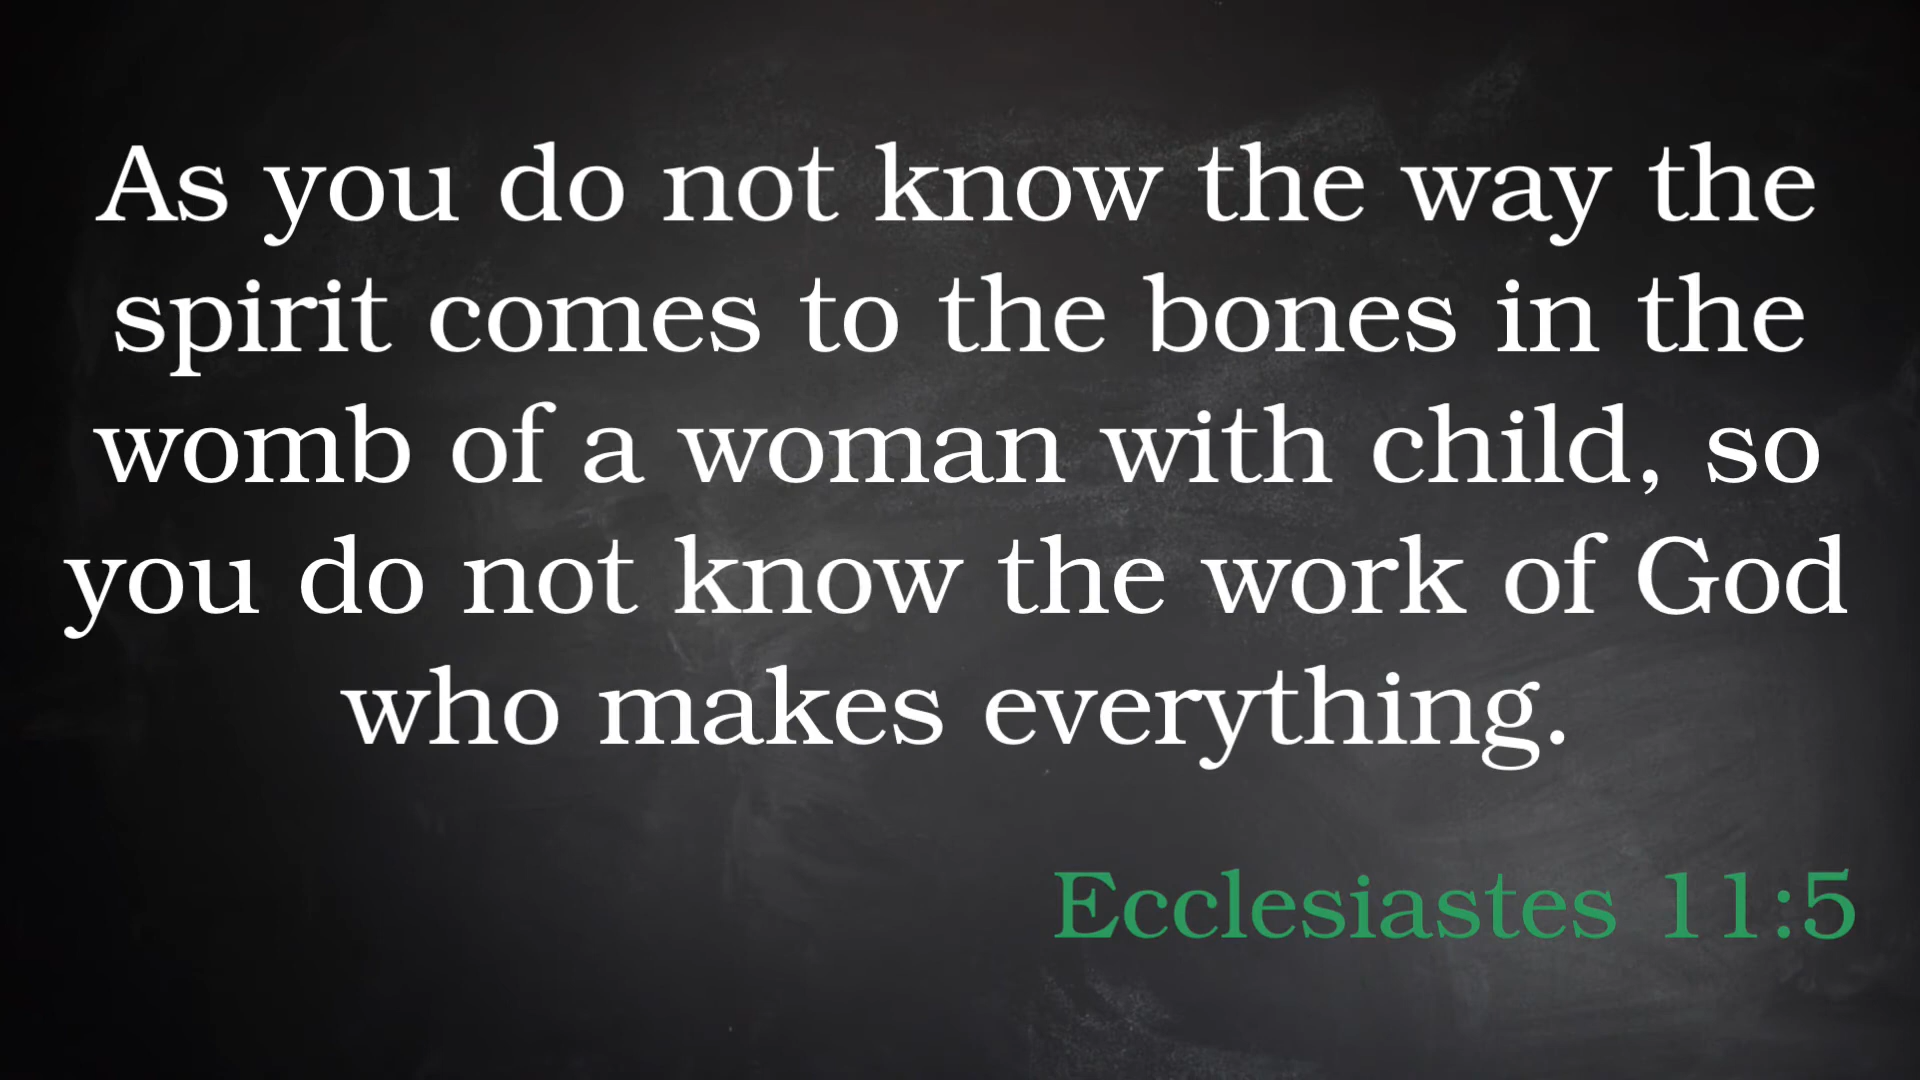 As you do not know the way the
spirit comes to the bones in the
womb of a woman with child, so
you do not know the work of God
who makes everything.
Ecclesiastes 11:5